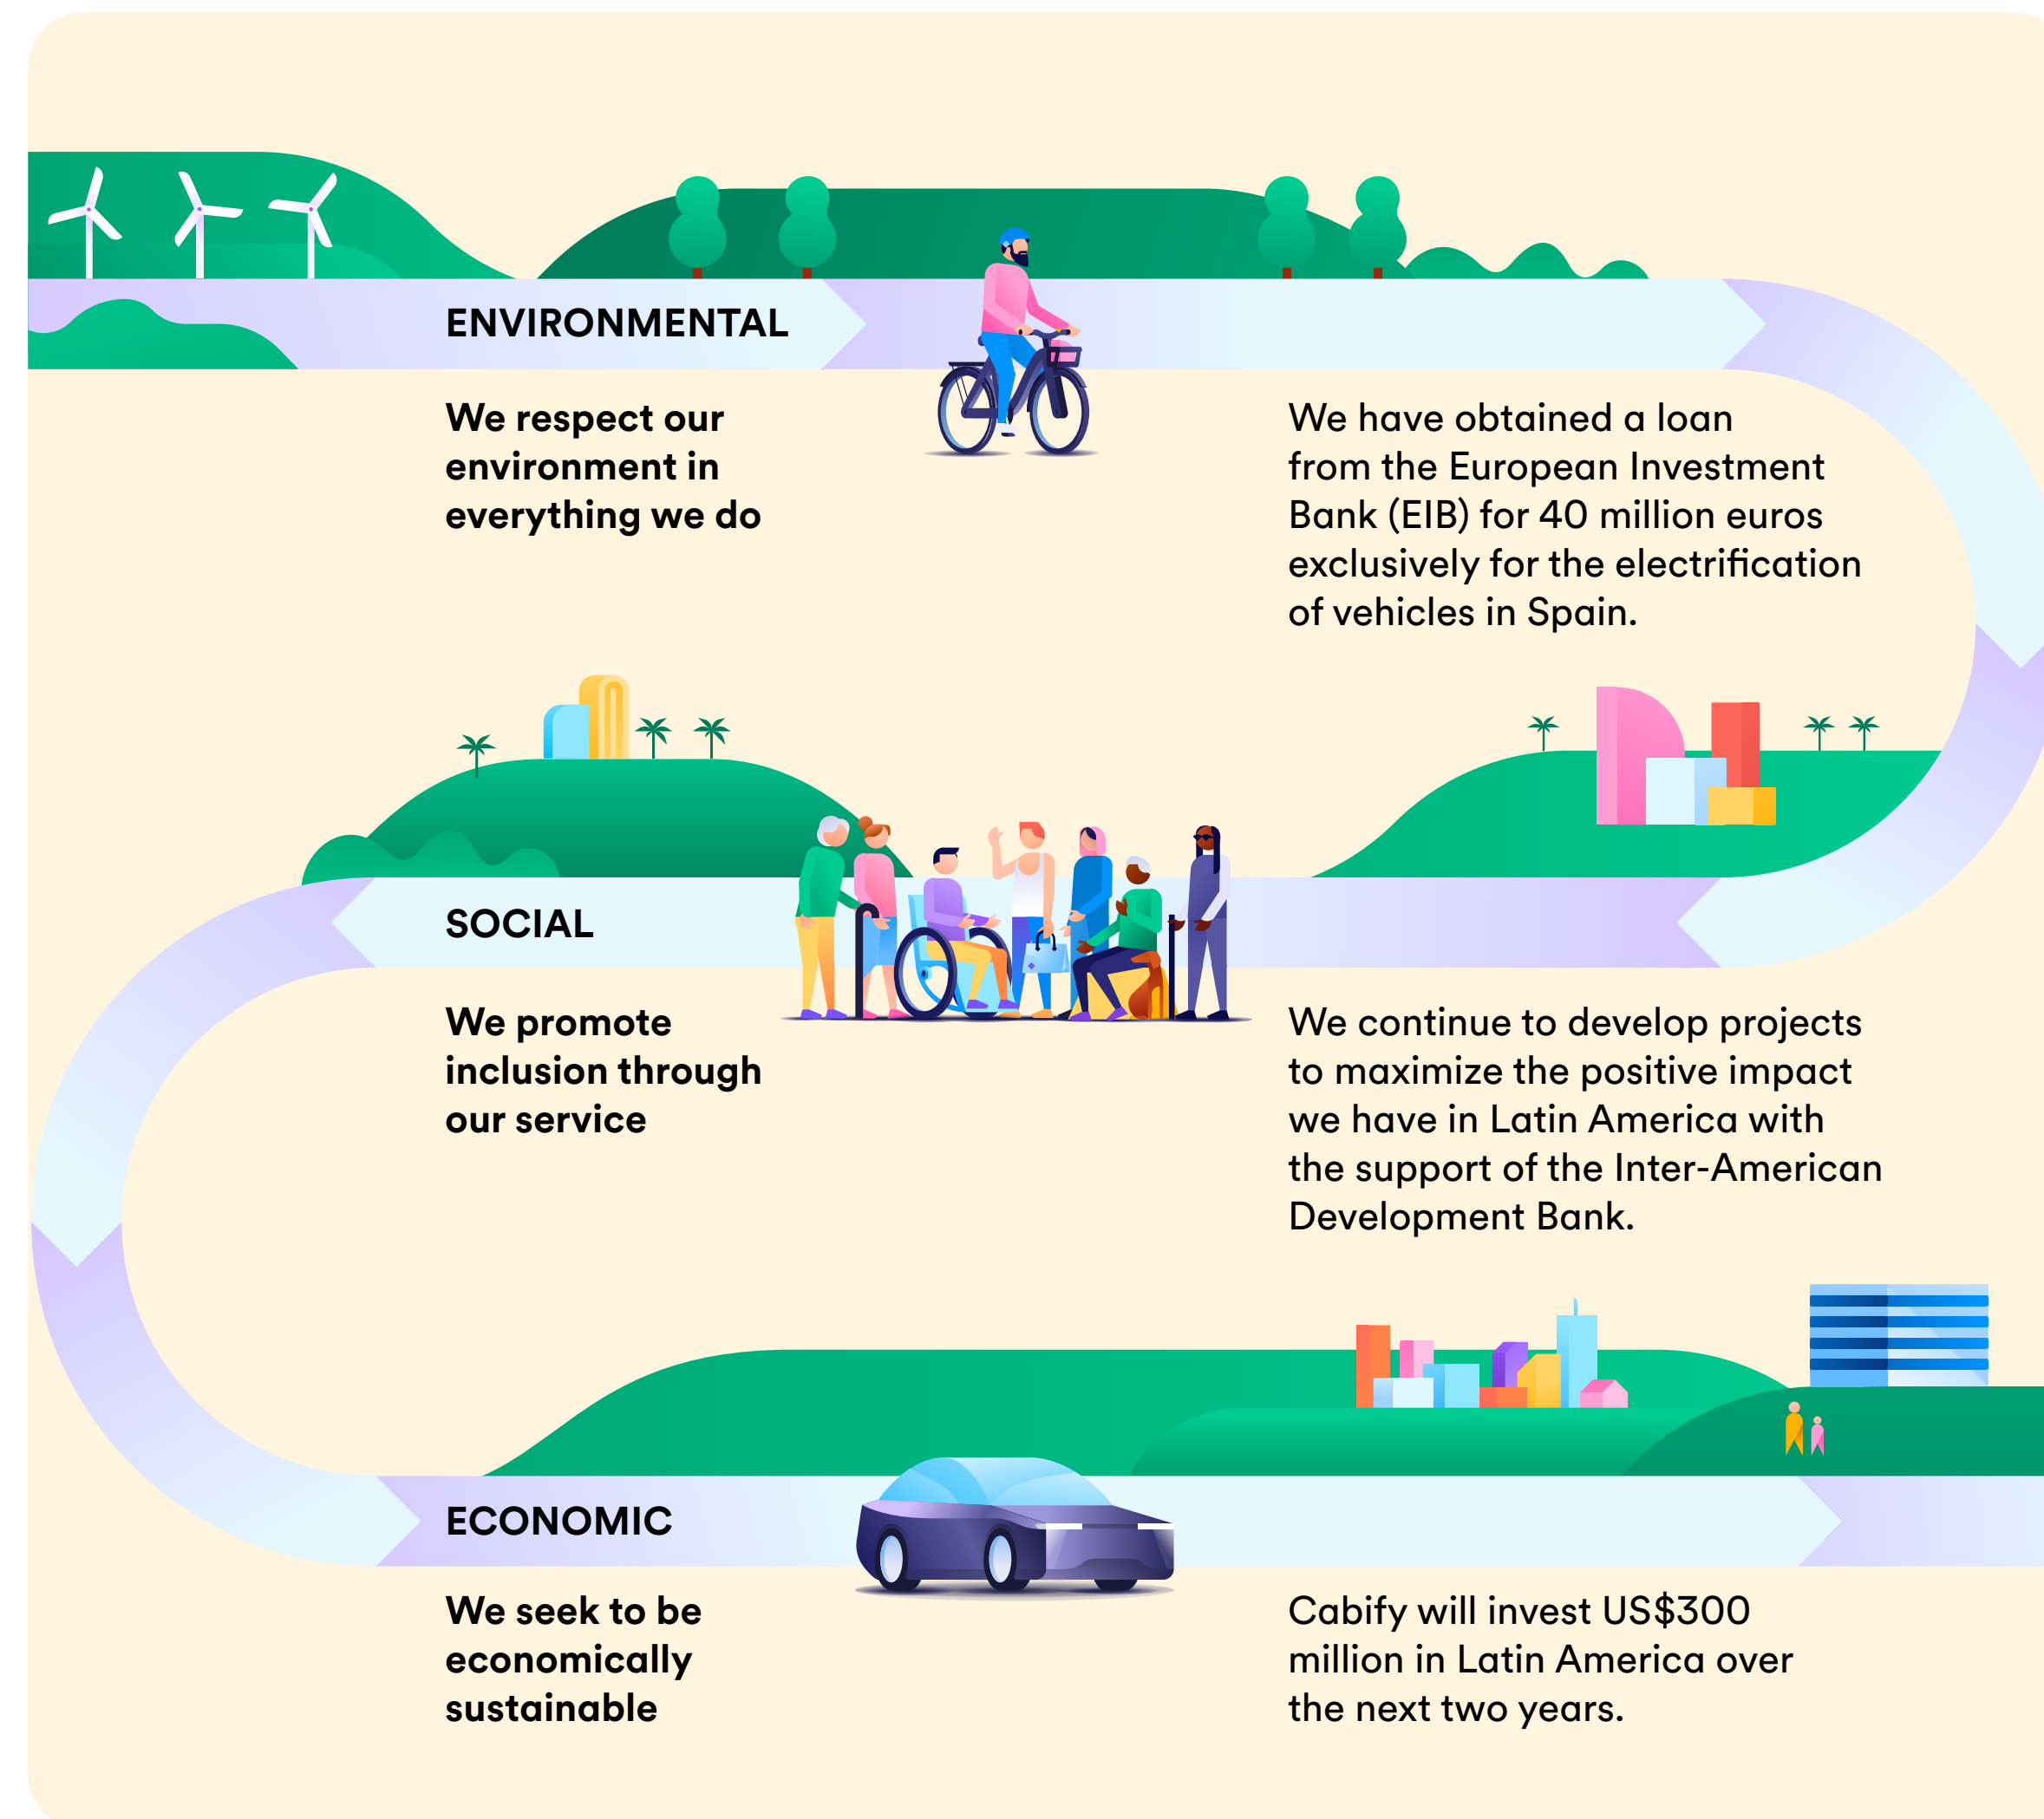 ENVIRONMENTAL
We respect our
environment in
everything we do
We have obtained a loan
from the European Investment
Bank (EIB) for 40 million euros
exclusively for the electrification
of vehicles in Spain.
SOCIAL
We promote
inclusion through
our service
We continue to develop projects
to maximize the positive impact
we have in Latin America with
the support of the Inter-American
Development Bank.
ECONOMIC
We seek to be
economically
sustainable
Cabify will invest US$300
million in Latin America over
the next two years.